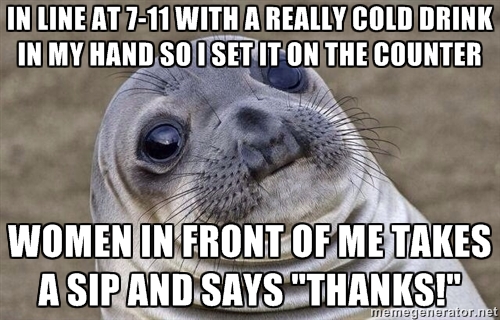 IN LINE AT 7-11 WITH A REALLY COLD DRINK
IN MY HAND SO I SET IT ON THE COUNTER
WOMEN IN FRONT OF ME TAKES
A SIP AND SAYS "THANKS!"
memegenerator.net